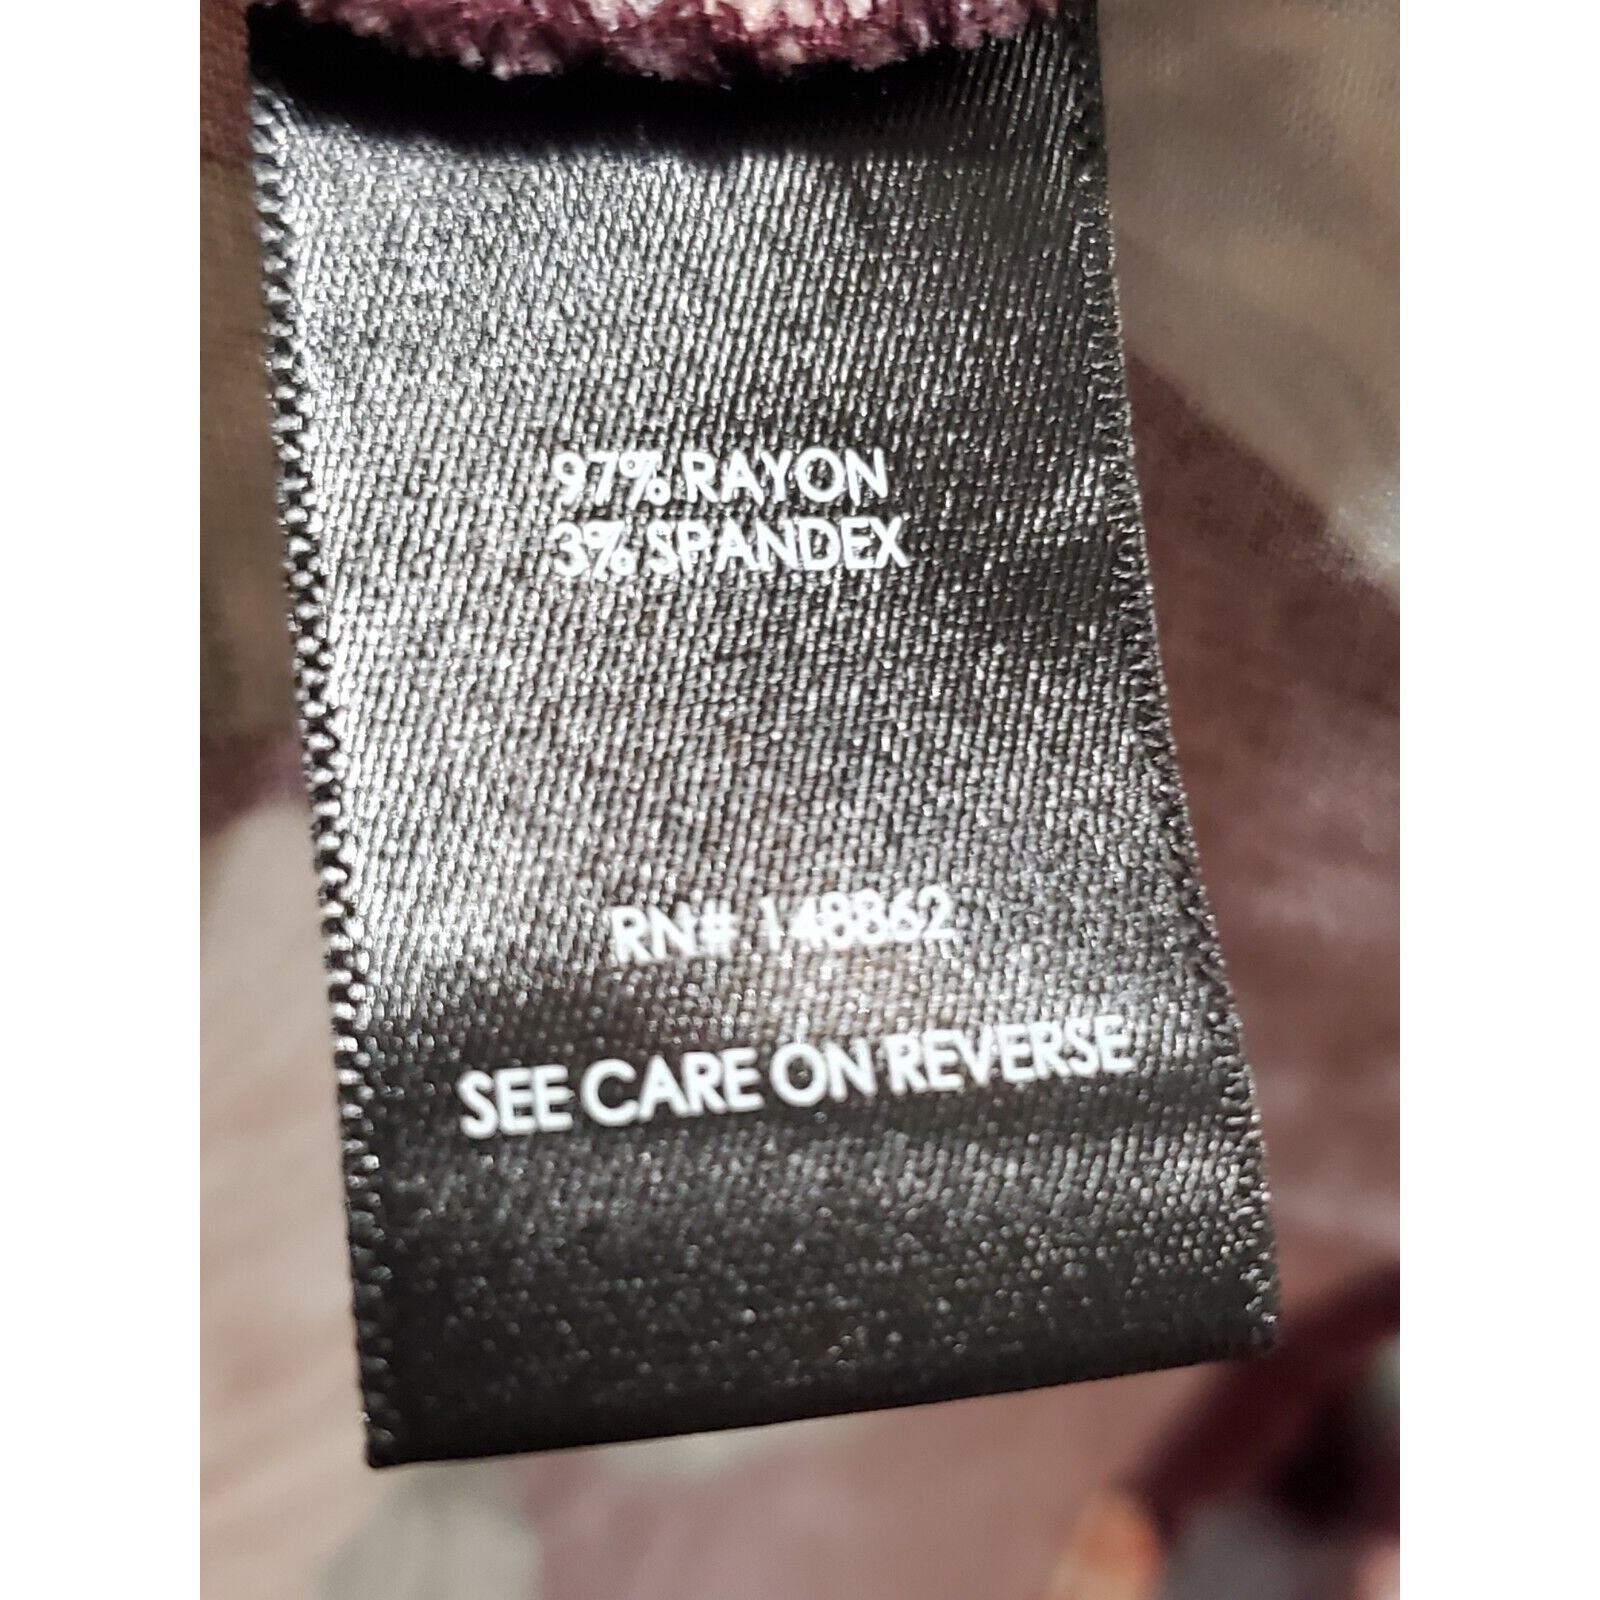 97% RAYON
3% SPANDEX
RN# 148862
SEE CARE ON REVERSE